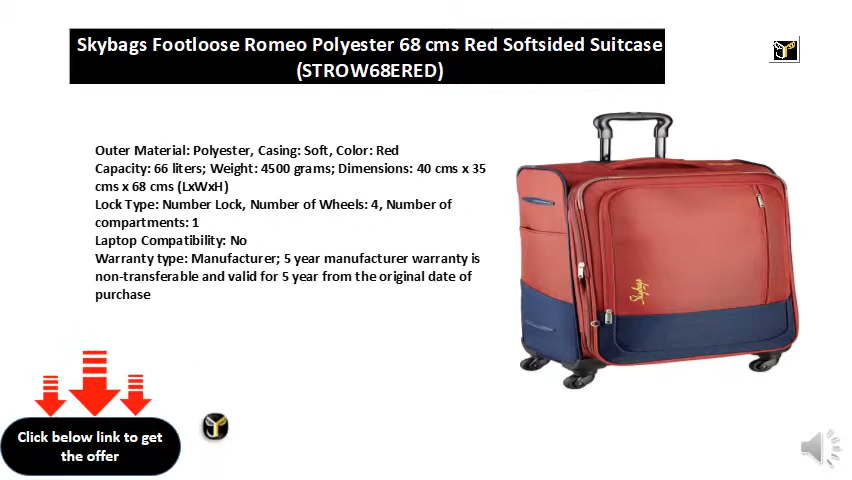 Skybags Footloose Romeo Polyester 68 cms Red Softsided Suitcase
(STROW68ERED)
Outer Material: Polyester, Casing: Soft, Color: Red
Capacity: 66 liters; Weight: 4500 grams; Dimensions: 40 cms x 35
cms x 68 cms (LxWxH)
Lock Type: Number Lock, Number of Wheels: 4, Number of
compartments: 1
Laptop Compatibility: No
Warranty type: Manufacturer; 5 year manufacturer warranty is
non-transferable and valid for 5 year from the original date of
purchase
Skybags
Click below link to get
the offer